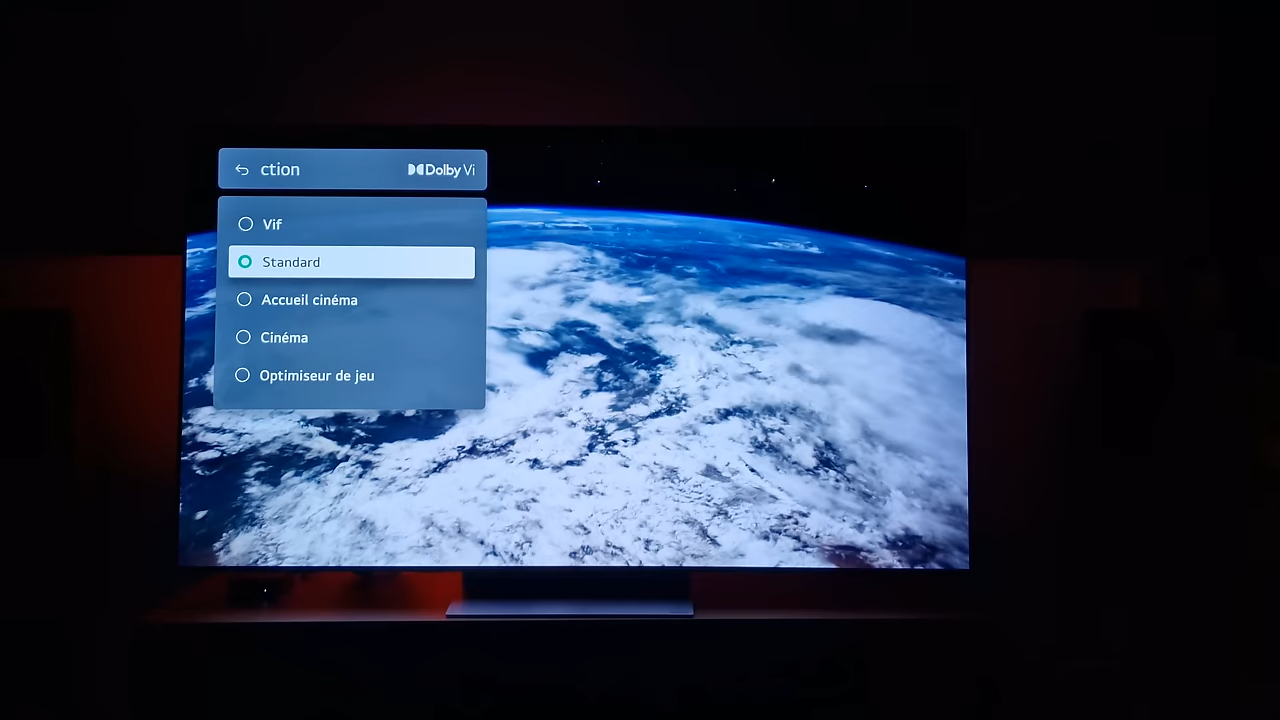 ction Dolby Vi
Vif
Standard
Accueil cinéma
Cinéma
Optimiseur de jeu